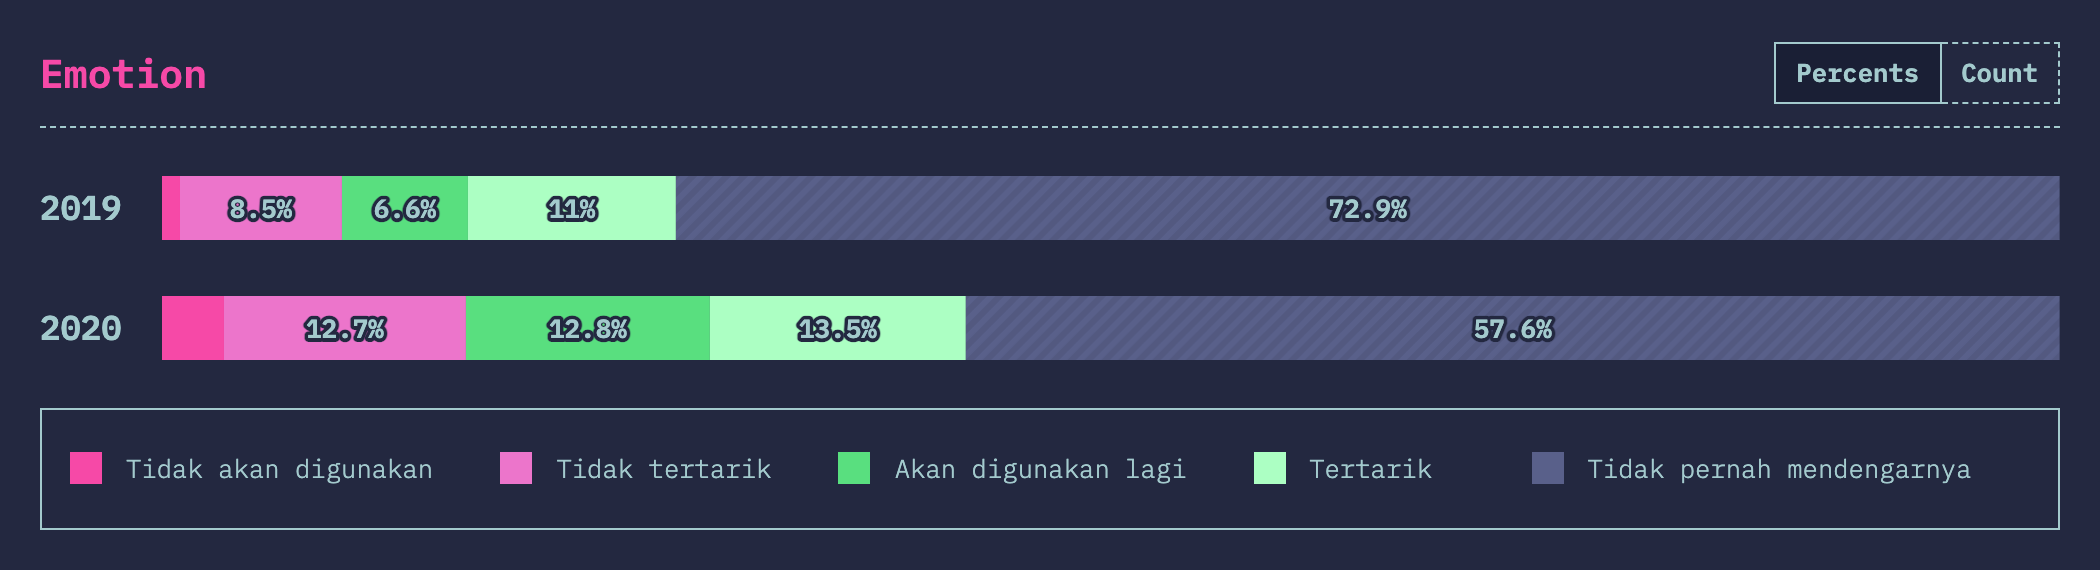 Emotion
Percents Count
2019 8.5% 6.6% 11% 72.9%
2020 12.7% 12.8% 13.5% 57.6%
Tidak akan digunakan Tidak tertarik Akan digunakan lagi Tertarik Tidak pernah mendengarnya